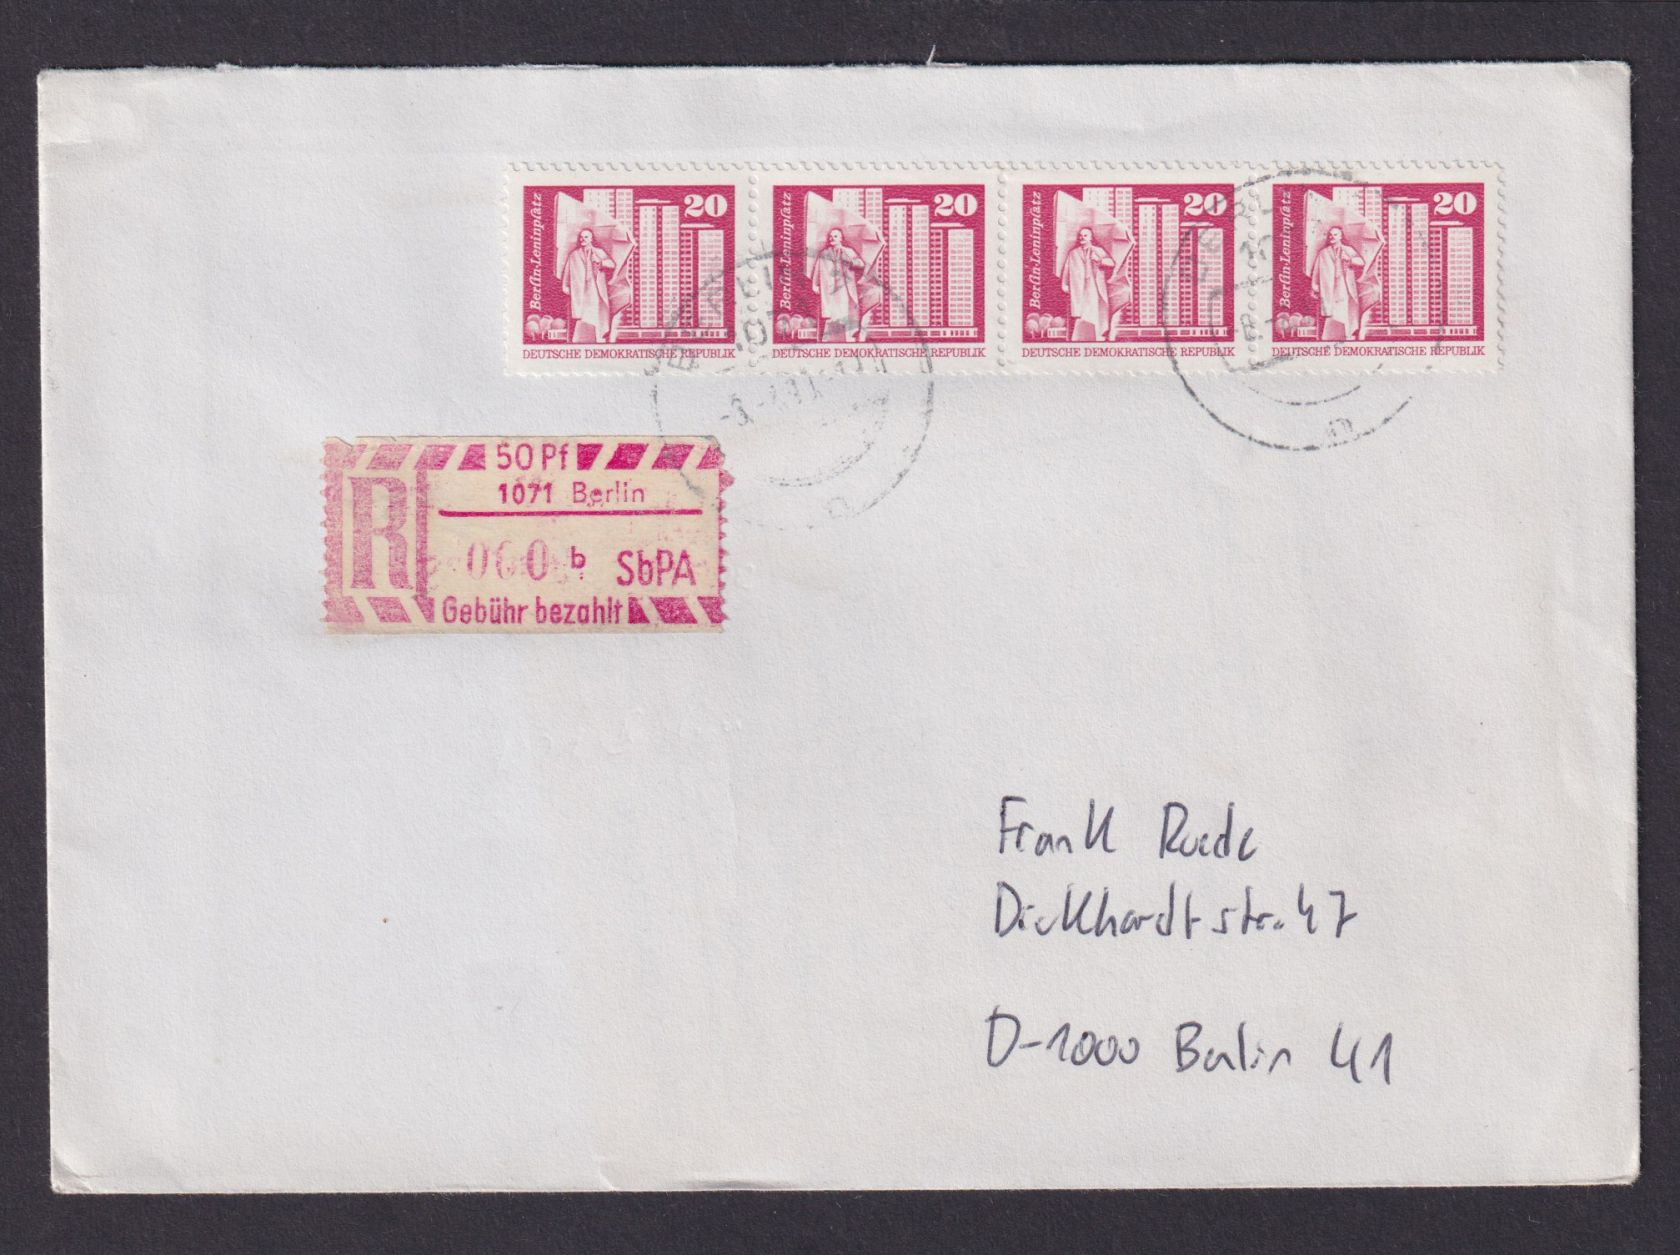 Berlin-Leninplatz 20
DEUTSCHE DEMOKRATISCHE REPUBLIK
Berlin-Leninplatz 20
DEUTSCHE DEMOKRATISCHE REPUBLIK
Berlin-Leninplatz 20
DEUTSCHE DEMOKRATISCHE REPUBLIK
Berlin-Leninplatz 20
DEUTSCHE DEMOKRATISCHE REPUBLIK
BERLIN
50 Pf
R
1071 Berlin
060 b SbPA
Gebühr bezahlt
Frank Ruede
Dickhardtstr. 47
D-1000 Berlin 41